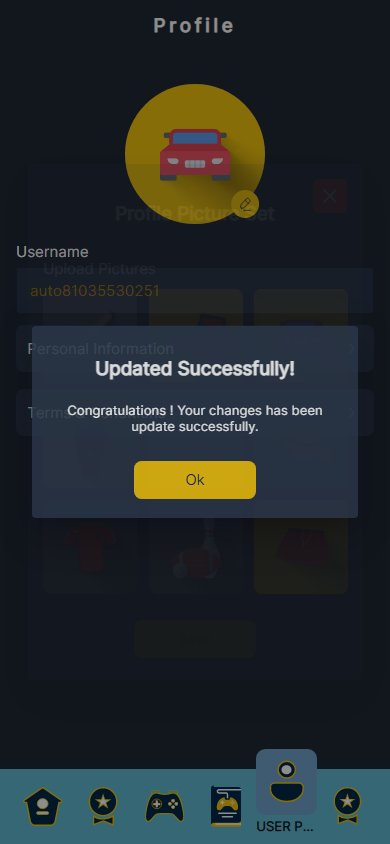 Profile
Profile Picture Set
Username
Upload Pictures
auto81035530251
Personal Information
Updated Successfully!
Congratulations ! Your changes has been
update successfully.
Terms
Ok
USER P...